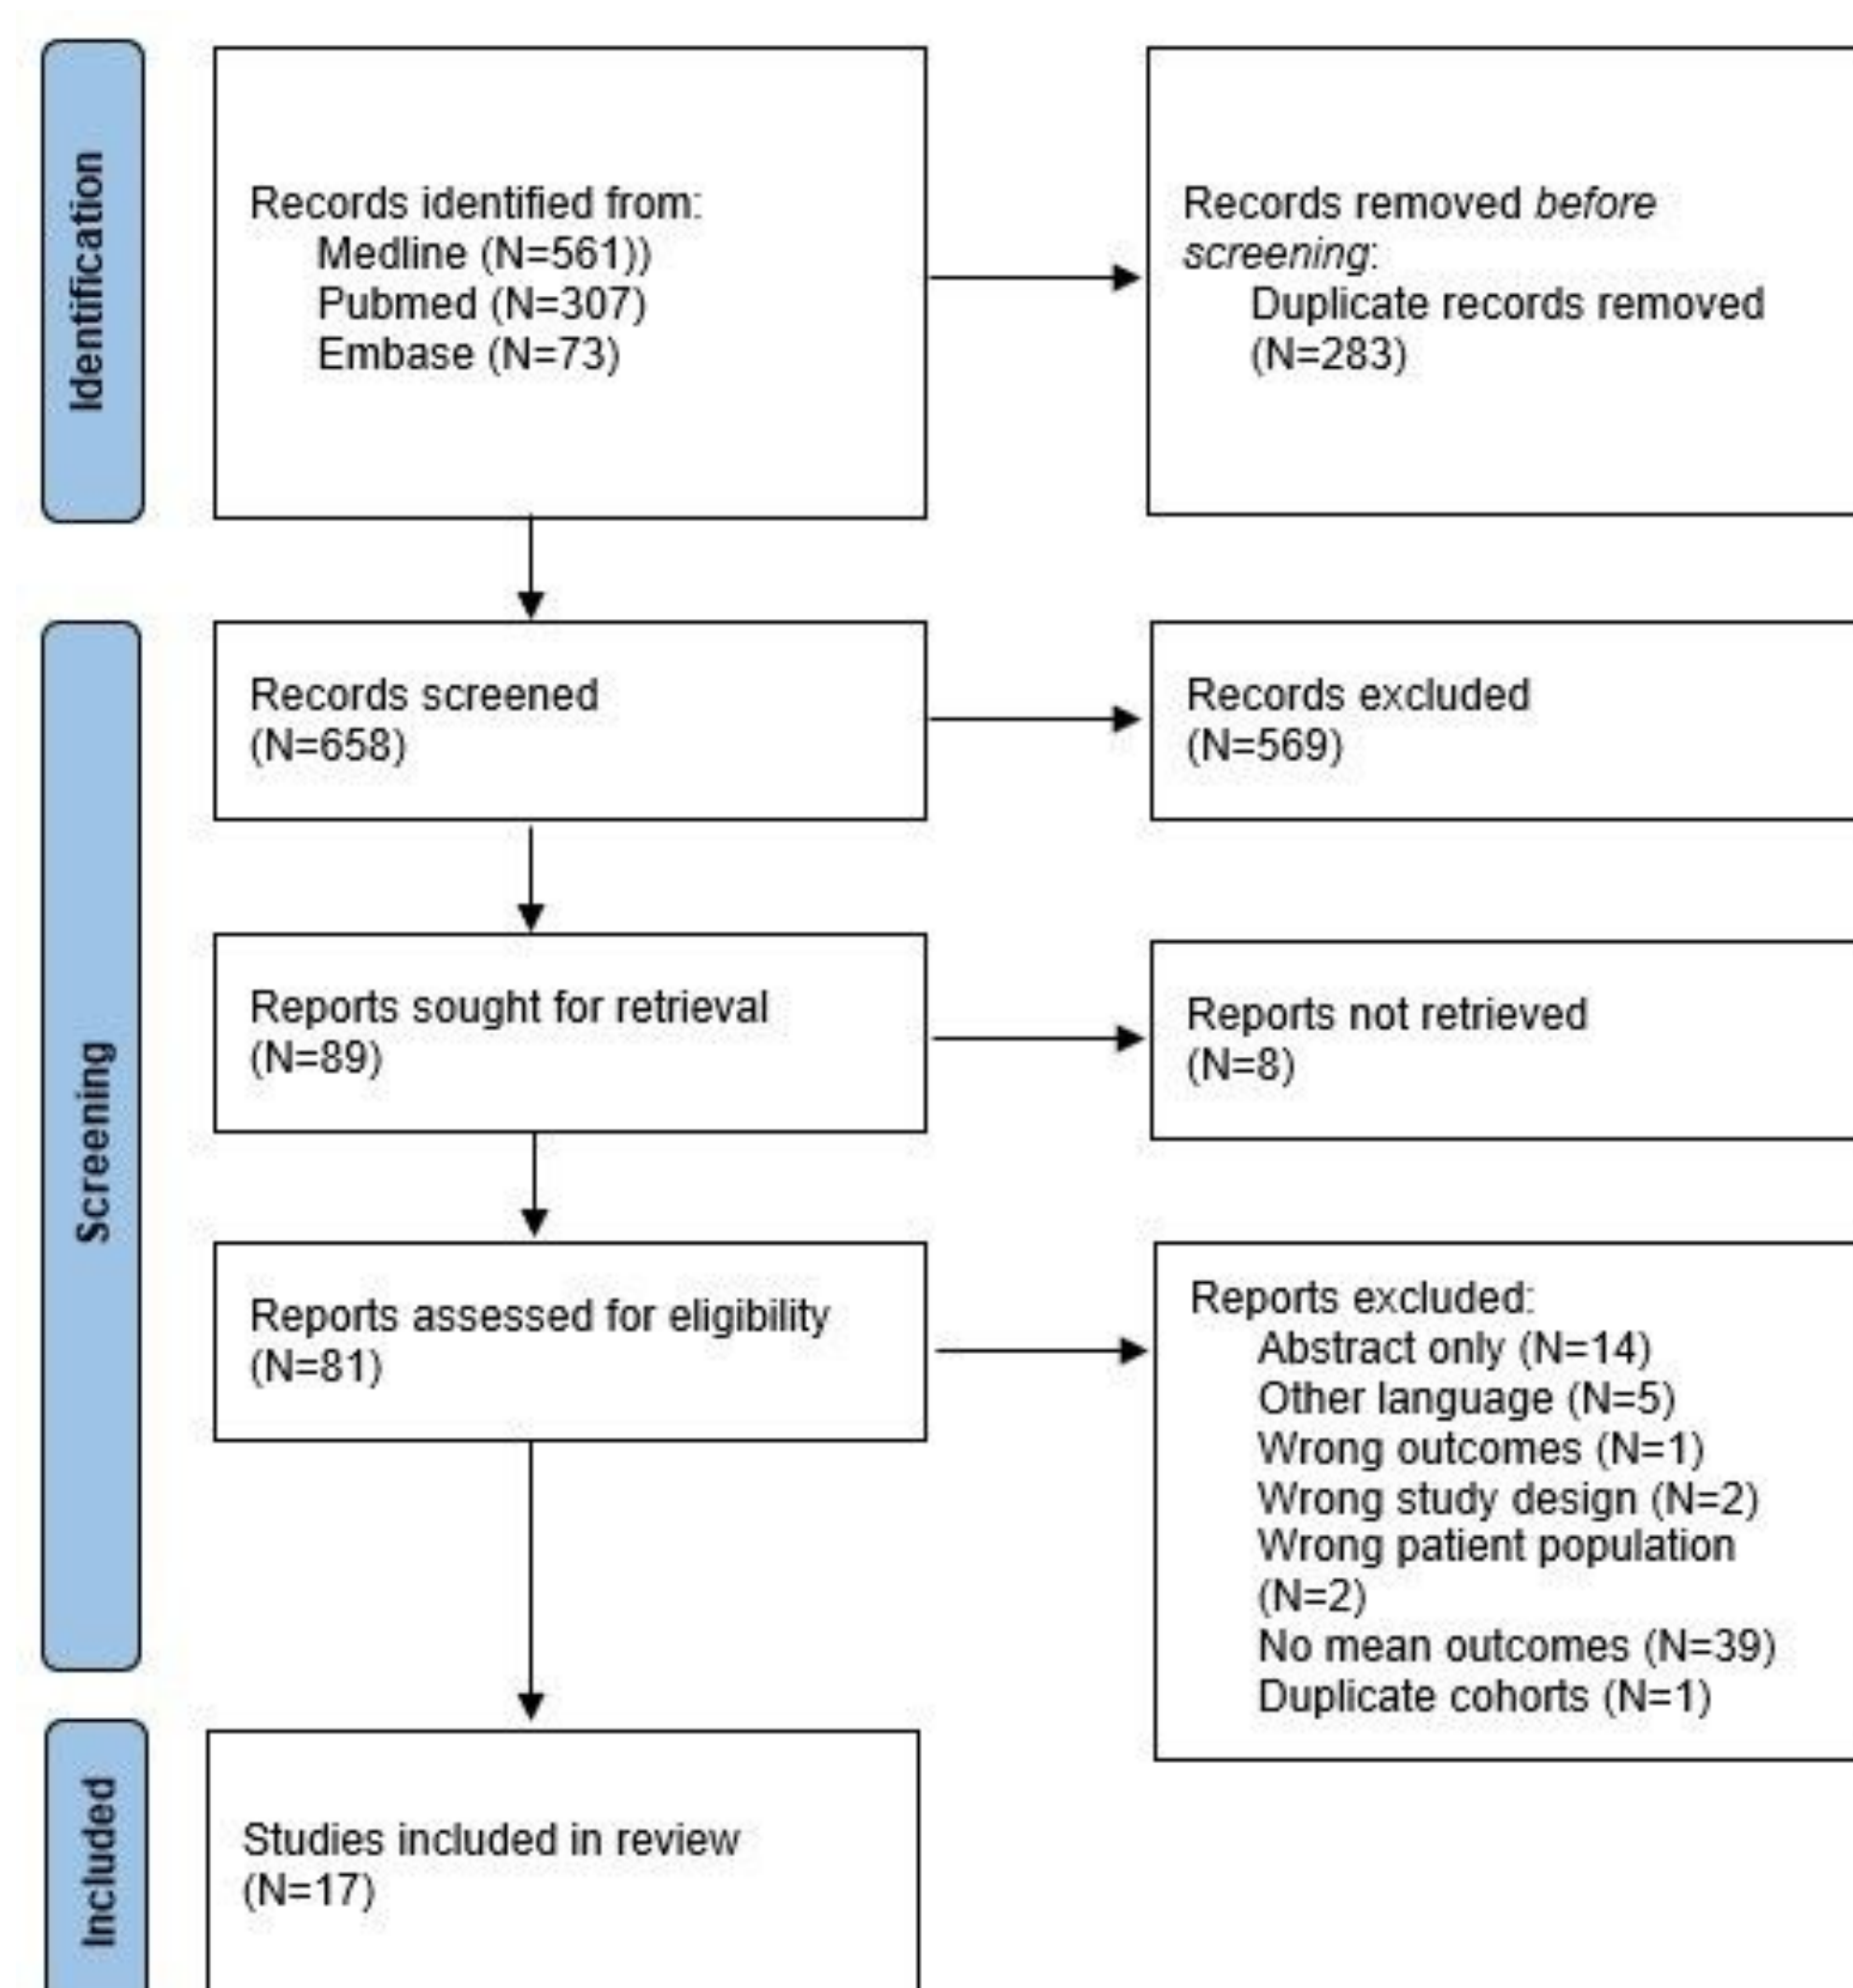 Identification
Records identified from:
Medline (N=561))
Pubmed (N=307)
Embase (N=73)
Records removed before
screening:
Duplicate records removed
(N=283)
Screening
Records screened
(N=658)
Records excluded
(N=569)
Reports sought for retrieval
(N=89)
Reports not retrieved
(N=8)
Reports assessed for eligibility
(N=81)
Reports excluded:
Abstract only (N=14)
Other language (N=5)
Wrong outcomes (N=1)
Wrong study design (N=2)
Wrong patient population
(N=2)
No mean outcomes (N=39)
Duplicate cohorts (N=1)
Included
Studies included in review
(N=17)